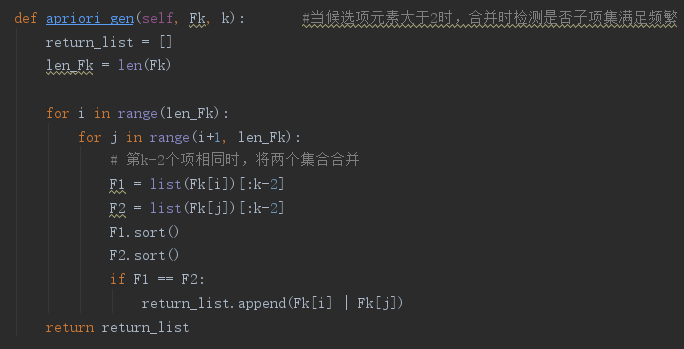 def apriori_gen(self, Fk, k):       #当候选项元素大于2时，合并时检测是否子项集满足频繁
    return_list = []
    len_Fk = len(Fk)

    for i in range(len_Fk):
        for j in range(i+1, len_Fk):
            # 第k-2个项相同时，将两个集合合并
            F1 = list(Fk[i])[:k-2]
            F2 = list(Fk[j])[:k-2]
            F1.sort()
            F2.sort()
            if F1 == F2:
                return_list.append(Fk[i] | Fk[j])
    return return_list